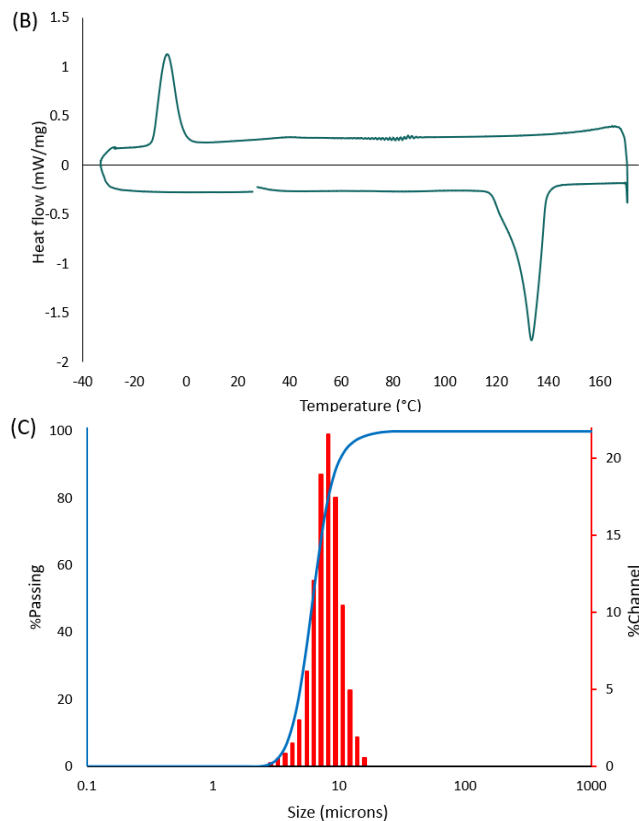 (B)
Heat flow (mW/mg)
1.5
1
0.5
0
-0.5
-1
-1.5
-2
-40 -20 0 20 40 60 80 100 120 140 160
Temperature (°C)
(C)
%Passing
100
80
60
40
20
0
20
15
10
5
0
%Channel
0.1 1 10 100 1000
Size (microns)